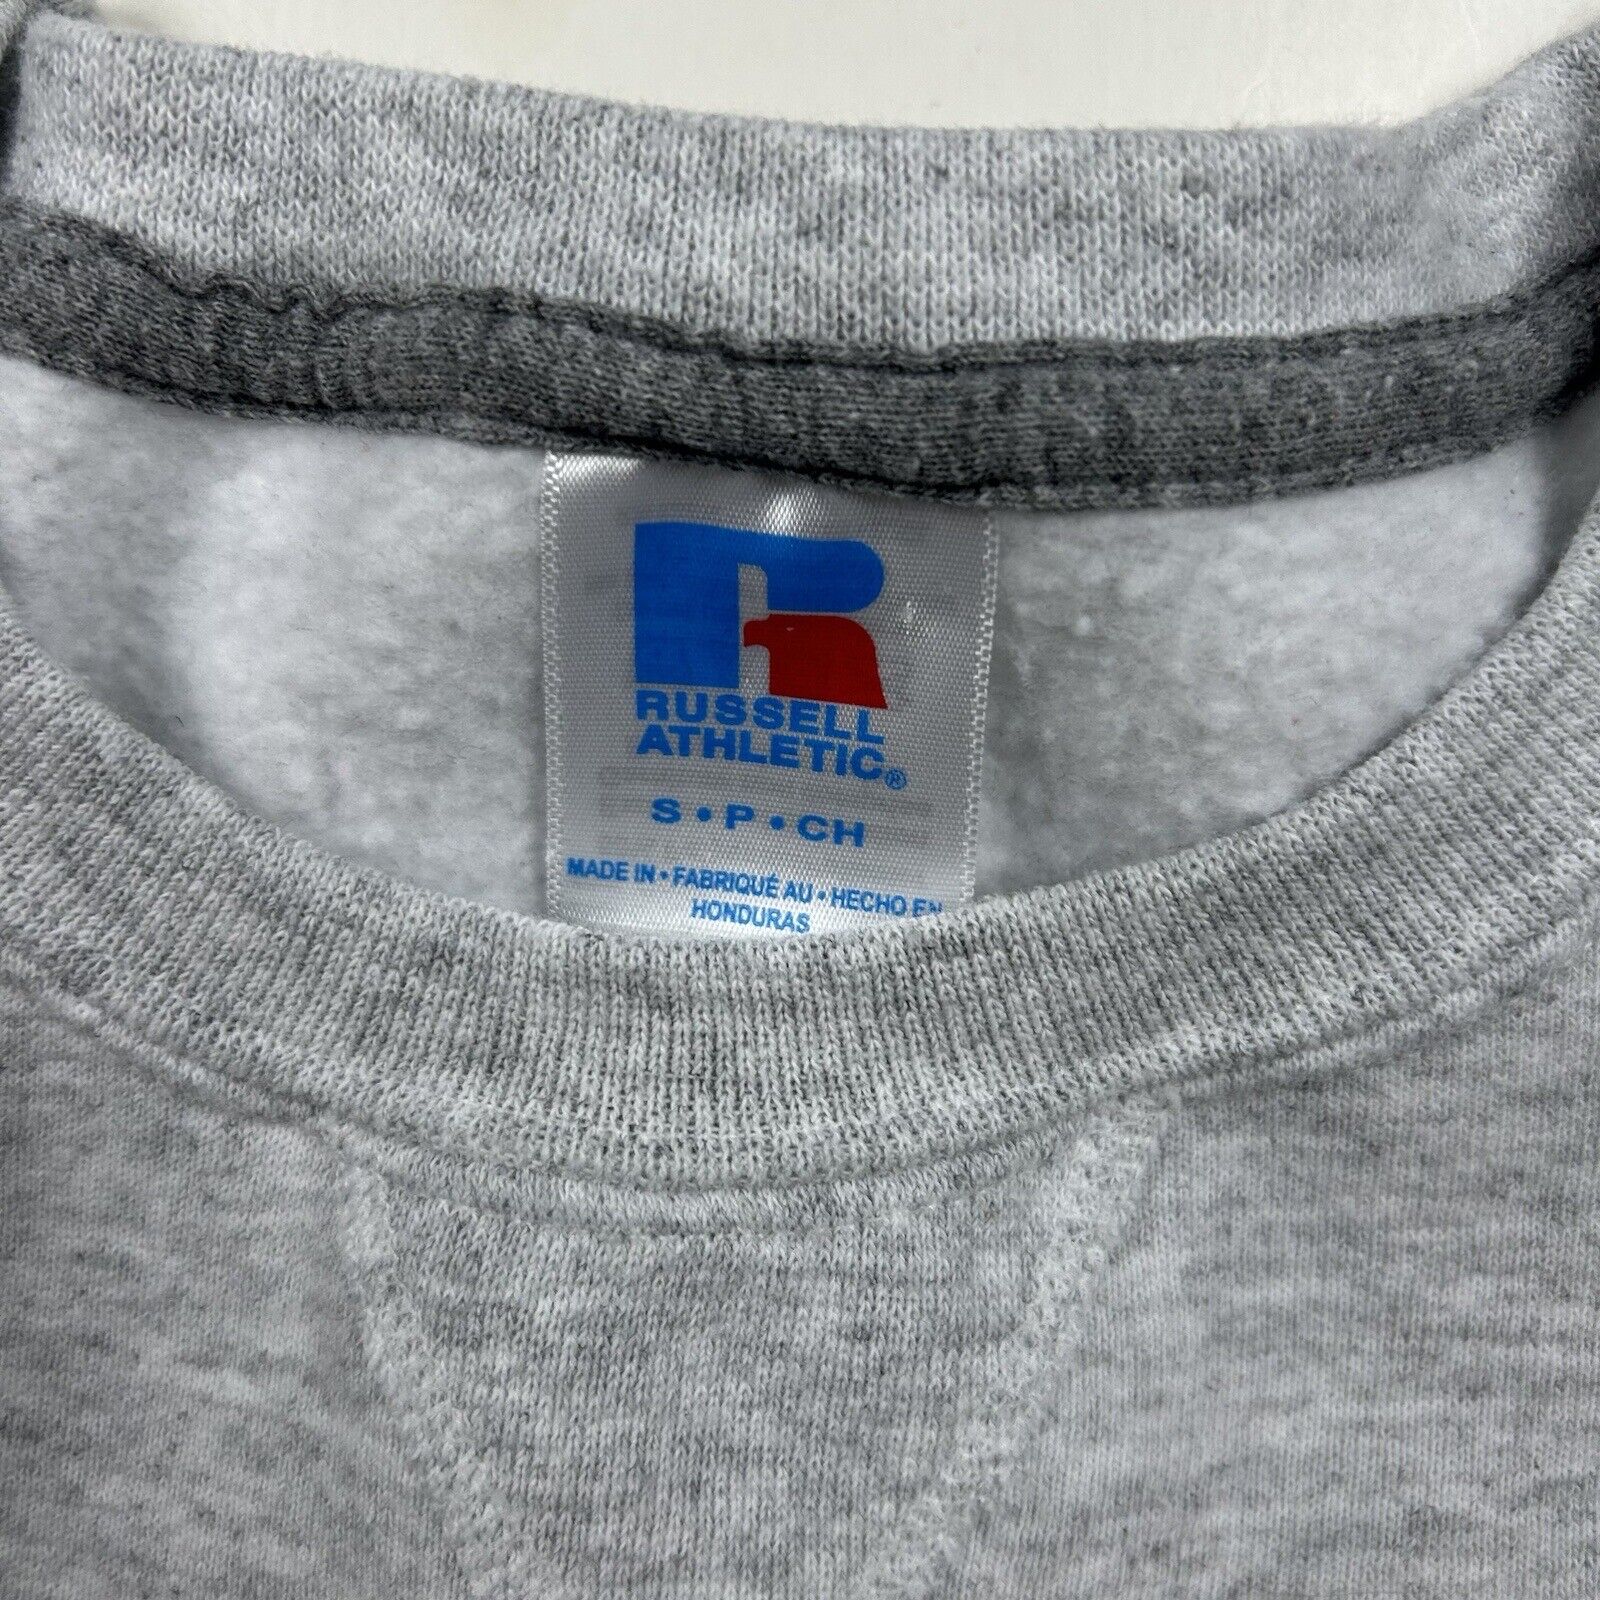 RUSSELL
ATHLETIC®
S • P • CH
MADE IN • FABRIQUÉ AU • HECHO EN
HONDURAS